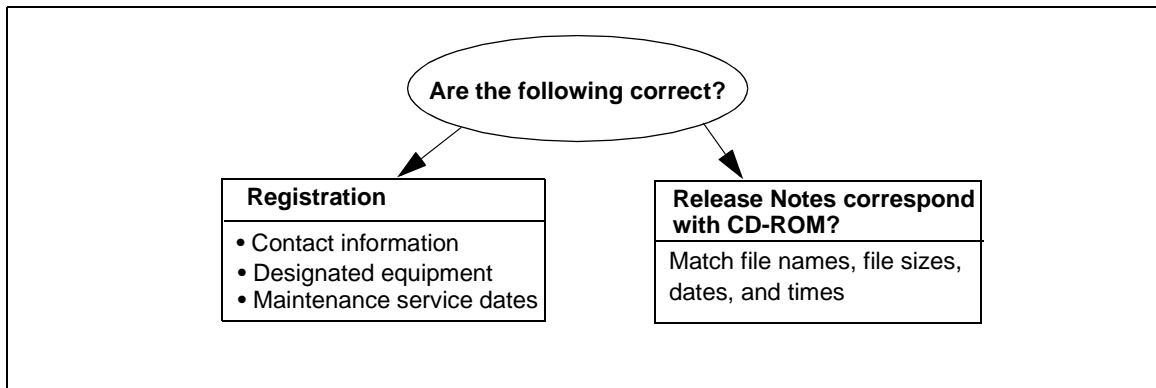 Are the following correct?
Registration
• Contact information
• Designated equipment
• Maintenance service dates
Release Notes correspond
with CD-ROM?
Match file names, file sizes,
dates, and times